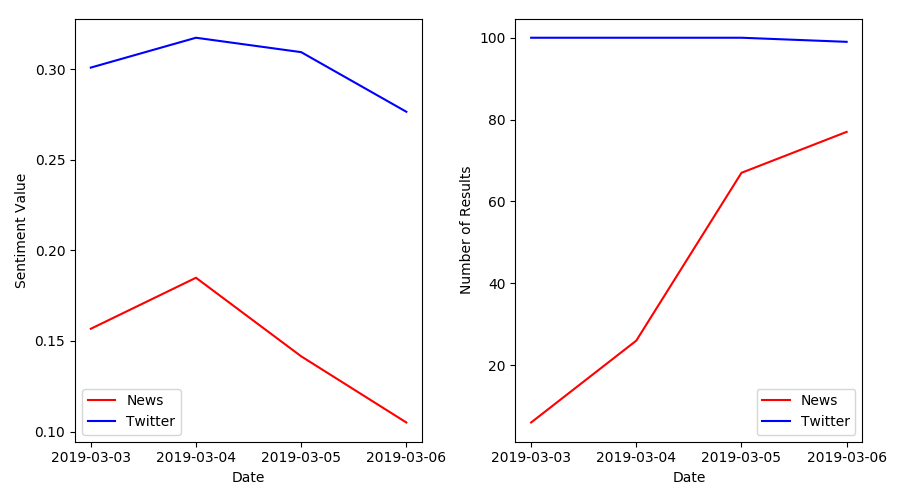 0.30
0.25
0.20
0.15
0.10
Sentiment Value
News
Twitter
2019-03-03 2019-03-04 2019-03-05 2019-03-06
Date
100
80
60
40
20
Number of Results
News
Twitter
2019-03-03 2019-03-04 2019-03-05 2019-03-06
Date